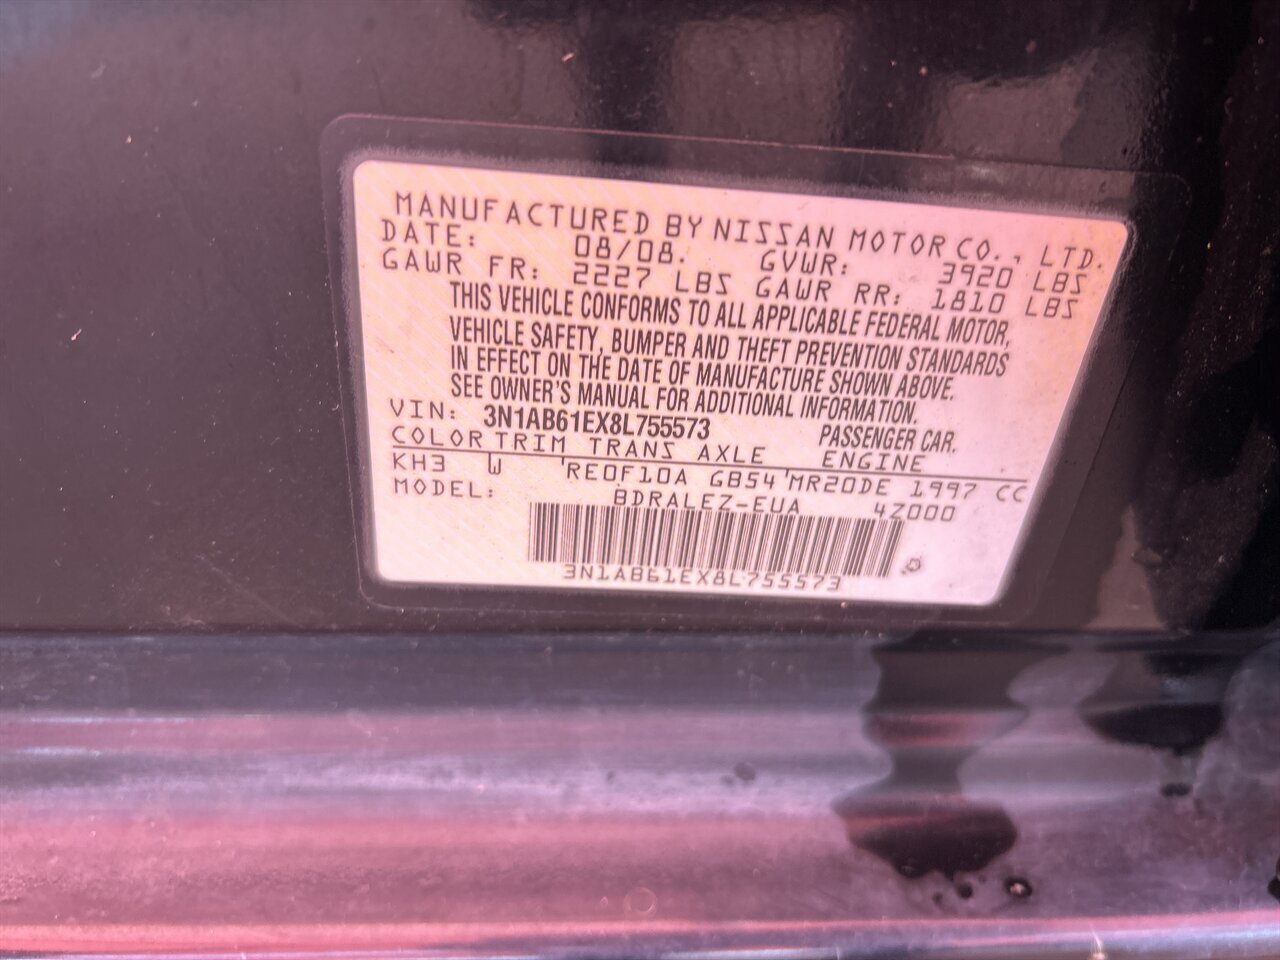 MANUFACTURED BY NISSAN MOTOR CO., LTD.
DATE: 08/08. GVWR: 3920 LBS
GAWR FR: 2227 LBS GAWR RR: 1810 LBS
THIS VEHICLE CONFORMS TO ALL APPLICABLE FEDERAL MOTOR,
VEHICLE SAFETY, BUMPER AND THEFT PREVENTION STANDARDS
IN EFFECT ON THE DATE OF MANUFACTURE SHOWN ABOVE.
SEE OWNER'S MANUAL FOR ADDITIONAL INFORMATION.
VIN: 3N1AB61EX8L755573 PASSENGER CAR.
COLOR TRIM TRANS AXLE ENGINE
KH3 W RE0F10A GB54 MR20DE 1997 CC
MODEL: BDRALEZ-EUA 4Z000
3N1AB61EX8L755573